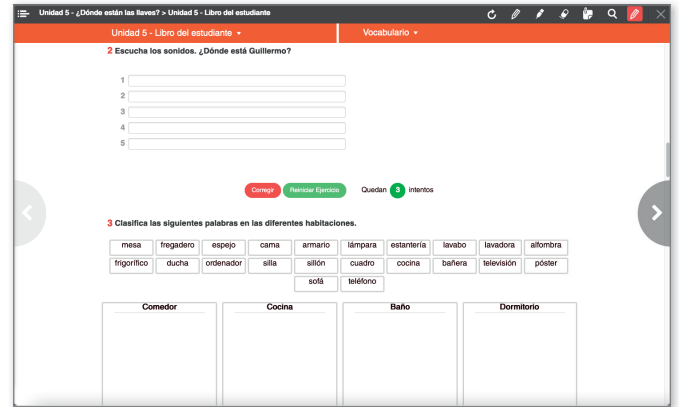 Unidad 5 - ¿Dónde están las llaves? > Unidad 5 - Libro del estudiante
Unidad 5 - Libro del estudiante
Vocabulario
2 Escucha los sonidos. ¿Dónde está Guillermo?
1
2
3
4
5
Corregir Reiniciar Ejercicio Quedan 3 intentos
3 Clasifica las siguientes palabras en las diferentes habitaciones.
mesa fregadero espejo cama armario lámpara estantería lavabo lavadora alfombra
frigorífico ducha ordenador silla sillón cuadro cocina bañera televisión póster
sofá teléfono
Comedor Cocina Baño Dormitorio